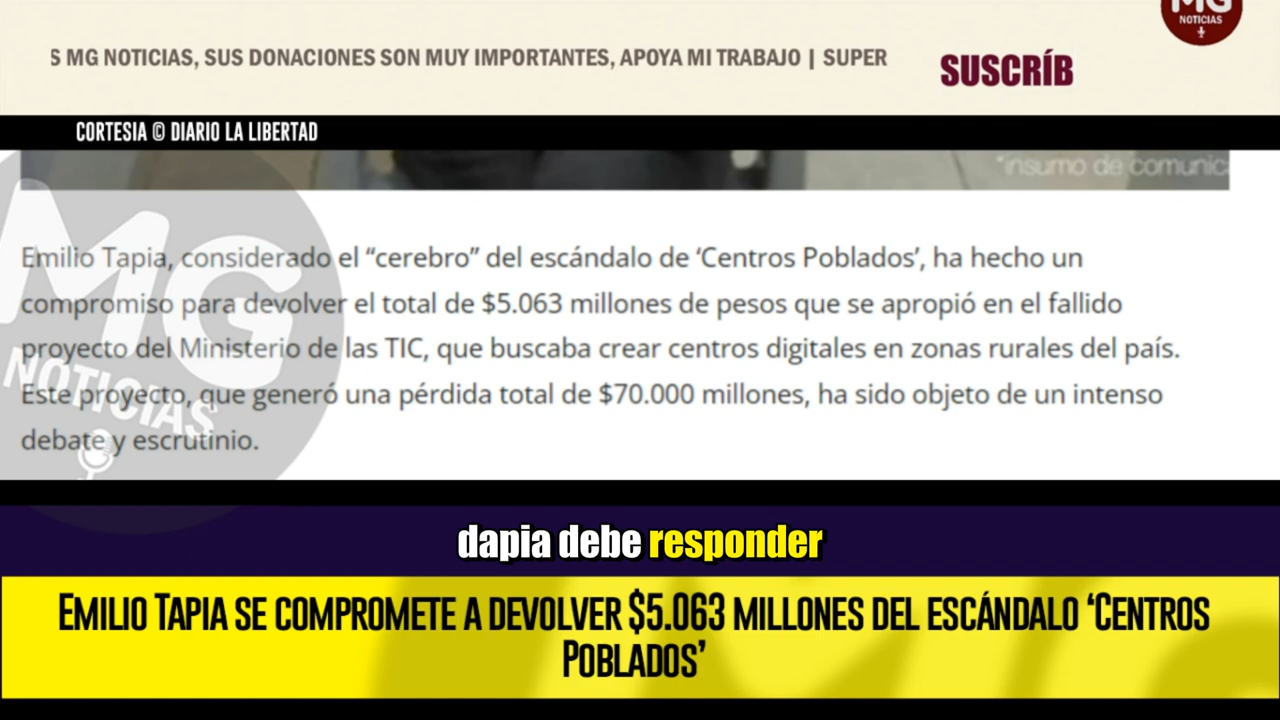 MG
NOTICIAS
S MG NOTICIAS, SUS DONACIONES SON MUY IMPORTANTES, APOYA MI TRABAJO | SUPER
SUSCRÍB
CORTESIA © DIARIO LA LIBERTAD
*insumo de comunic
Emilio Tapia, considerado el “cerebro” del escándalo de ‘Centros Poblados’, ha hecho un
compromiso para devolver el total de $5.063 millones de pesos que se apropió en el fallido
proyecto del Ministerio de las TIC, que buscaba crear centros digitales en zonas rurales del país.
Este proyecto, que generó una pérdida total de $70.000 millones, ha sido objeto de un intenso
debate y escrutinio.
MG
NOTICIAS
dapia debe responder
EMILIO TAPIA SE COMPROMETE A DEVOLVER $5.063 MILLONES DEL ESCÁNDALO ‘CENTROS
POBLADOS’